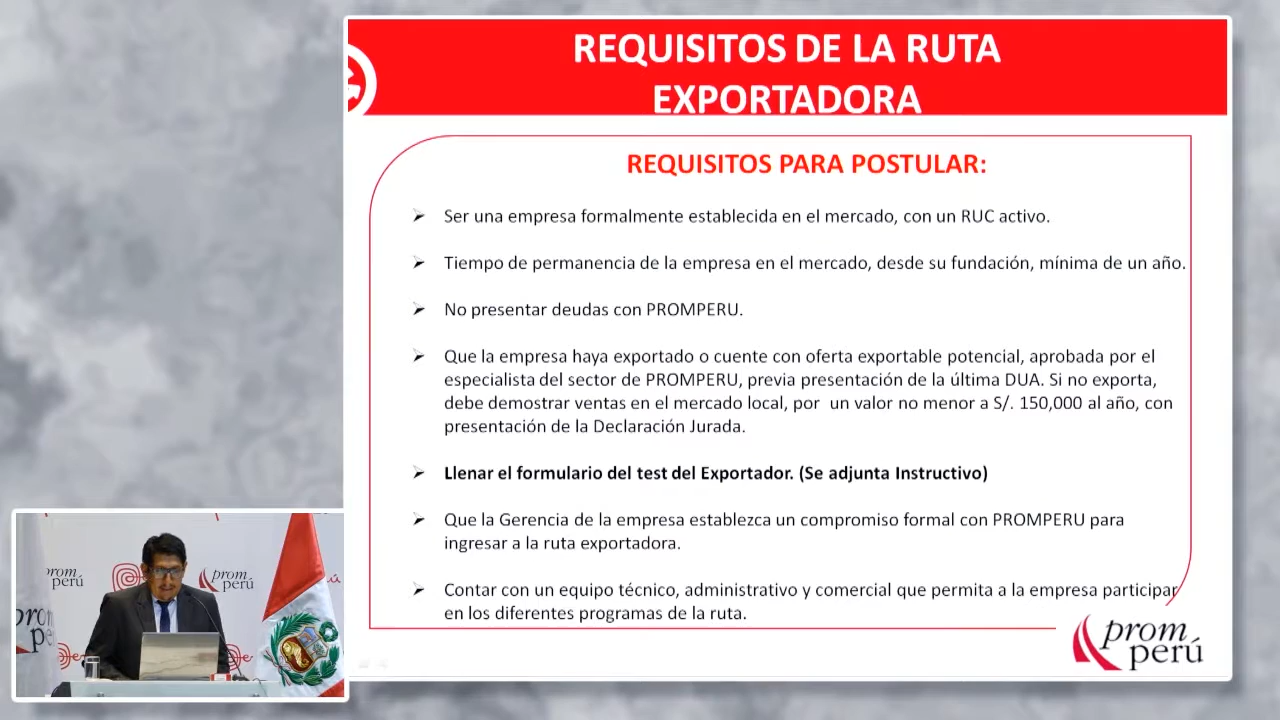 REQUISITOS DE LA RUTA
EXPORTADORA
REQUISITOS PARA POSTULAR:
Ser una empresa formalmente establecida en el mercado, con un RUC activo.
Tiempo de permanencia de la empresa en el mercado, desde su fundación, mínima de un año.
No presentar deudas con PROMPERU.
Que la empresa haya exportado o cuente con oferta exportable potencial, aprobada por el
especialista del sector de PROMPERU, previa presentación de la última DUA. Si no exporta,
debe demostrar ventas en el mercado local, por un valor no menor a S/. 150,000 al año, con
presentación de la Declaración Jurada.
Llenar el formulario del test del Exportador. (Se adjunta Instructivo)
Que la Gerencia de la empresa establezca un compromiso formal con PROMPERU para
ingresar a la ruta exportadora.
Contar con un equipo técnico, administrativo y comercial que permita a la empresa participar
en los diferentes programas de la ruta.
prom
perú
prom
perú